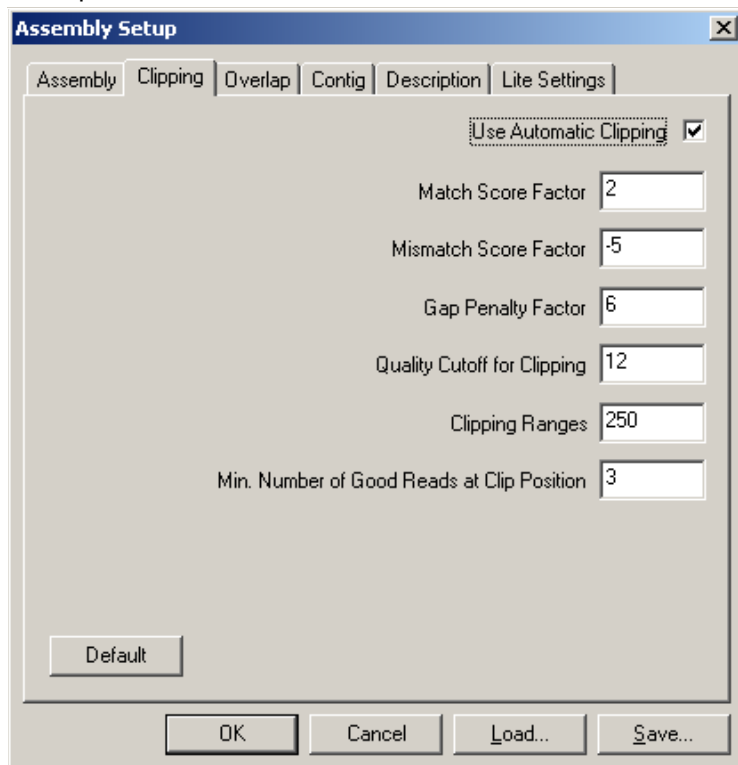 Assembly Setup
Assembly Clipping Overlap Contig Description Lite Settings
Use Automatic Clipping
Match Score Factor 2
Mismatch Score Factor -5
Gap Penalty Factor 6
Quality Cutoff for Clipping 12
Clipping Ranges 250
Min. Number of Good Reads at Clip Position 3
Default
OK Cancel Load... Save...